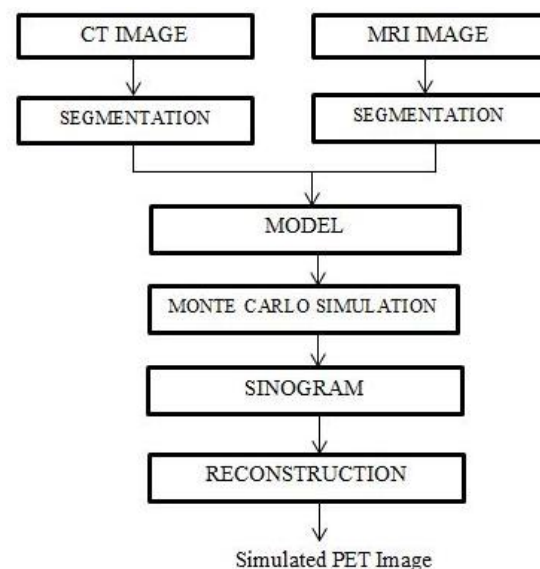 CT IMAGE
MRI IMAGE
SEGMENTATION
SEGMENTATION
MODEL
MONTE CARLO SIMULATION
SINOGRAM
RECONSTRUCTION
Simulated PET Image